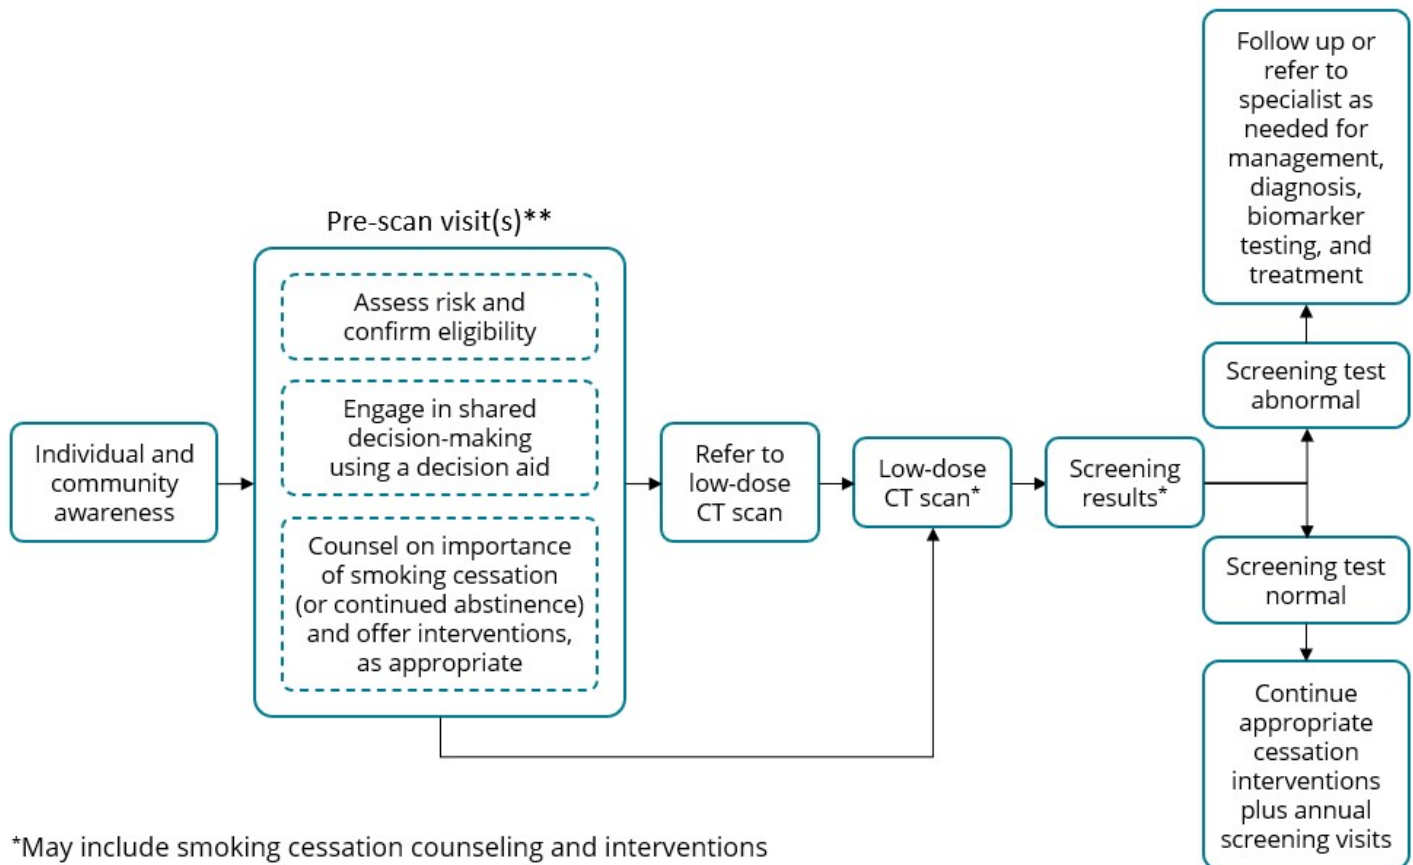 Pre-scan visit(s)**
Individual and
community
awareness
Assess risk and
confirm eligibility
Engage in shared
decision-making
using a decision aid
Counsel on importance
of smoking cessation
(or continued abstinence)
and offer interventions,
as appropriate
Refer to
low-dose
CT scan
Low-dose
CT scan*
Screening
results*
Follow up or
refer to
specialist as
needed for
management,
diagnosis,
biomarker
testing, and
treatment
Screening test
abnormal
Screening test
normal
Continue
appropriate
cessation
interventions
plus annual
screening visits
*May include smoking cessation counseling and interventions